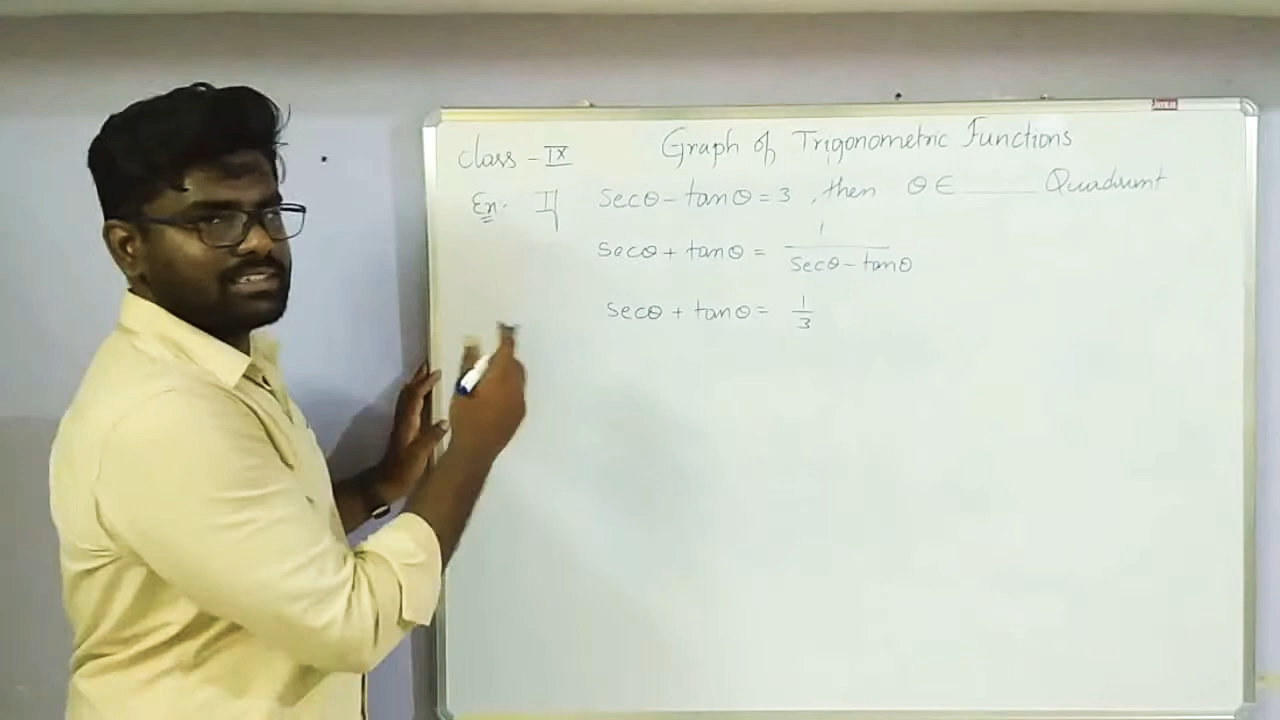 Class - IX
Graph of Trigonometric Functions
Ex:- If secθ - tanθ = 3 , then θ ∈ ______ Quadrant
secθ + tanθ = 1 / (secθ - tanθ)
secθ + tanθ = 1/3